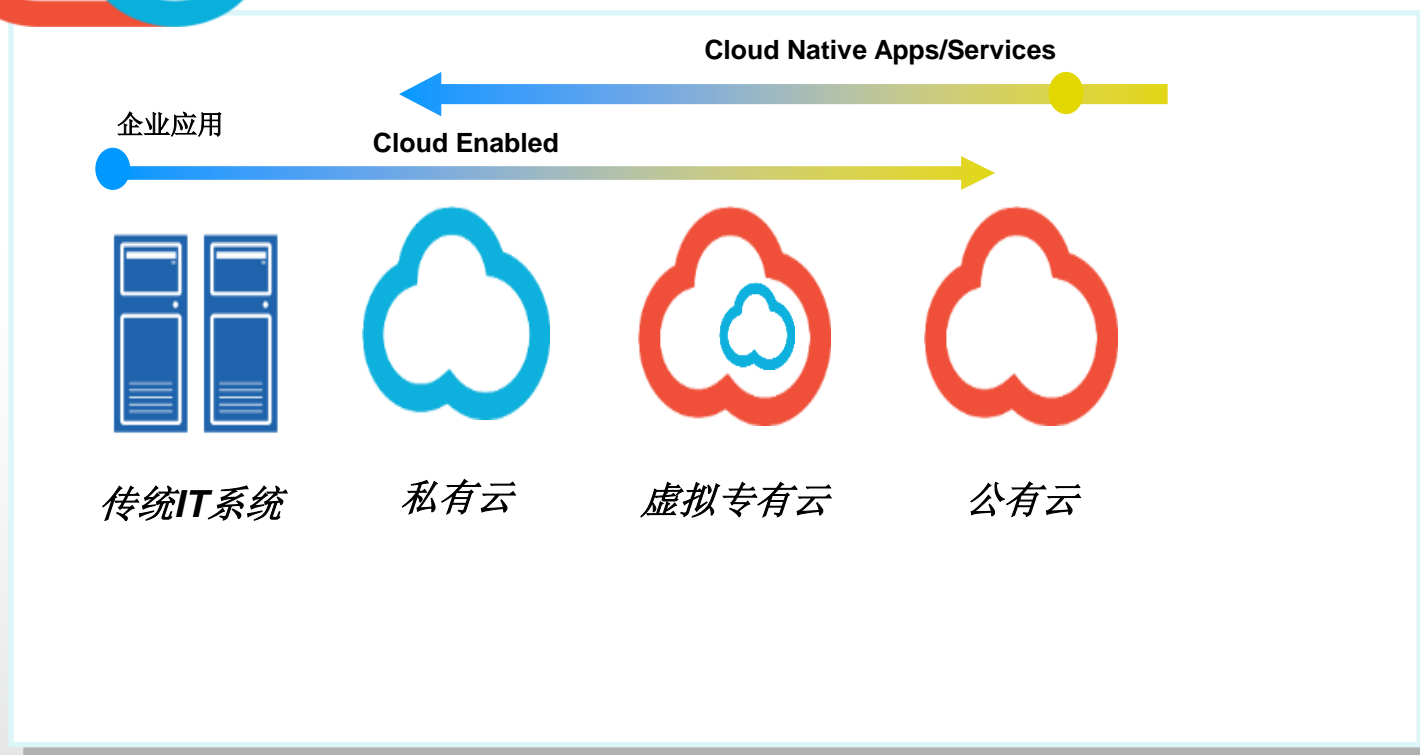 Cloud Native Apps/Services
企业应用
Cloud Enabled
传统IT系统
私有云
虚拟专有云
公有云